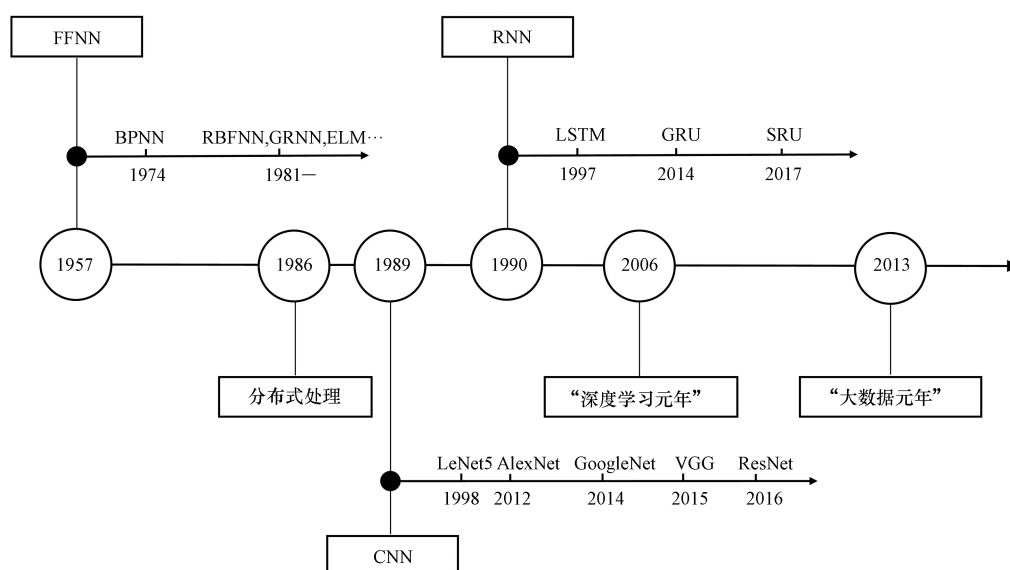 FFNN
RNN
BPNN
RBFNN,GRNN,ELM…
1974
1981—
LSTM
GRU
SRU
1997
2014
2017
1957
1986
1989
1990
2006
2013
分布式处理
“深度学习元年”
“大数据元年”
LeNet5 AlexNet GoogleNet VGG ResNet
1998 2012 2014 2015 2016
CNN